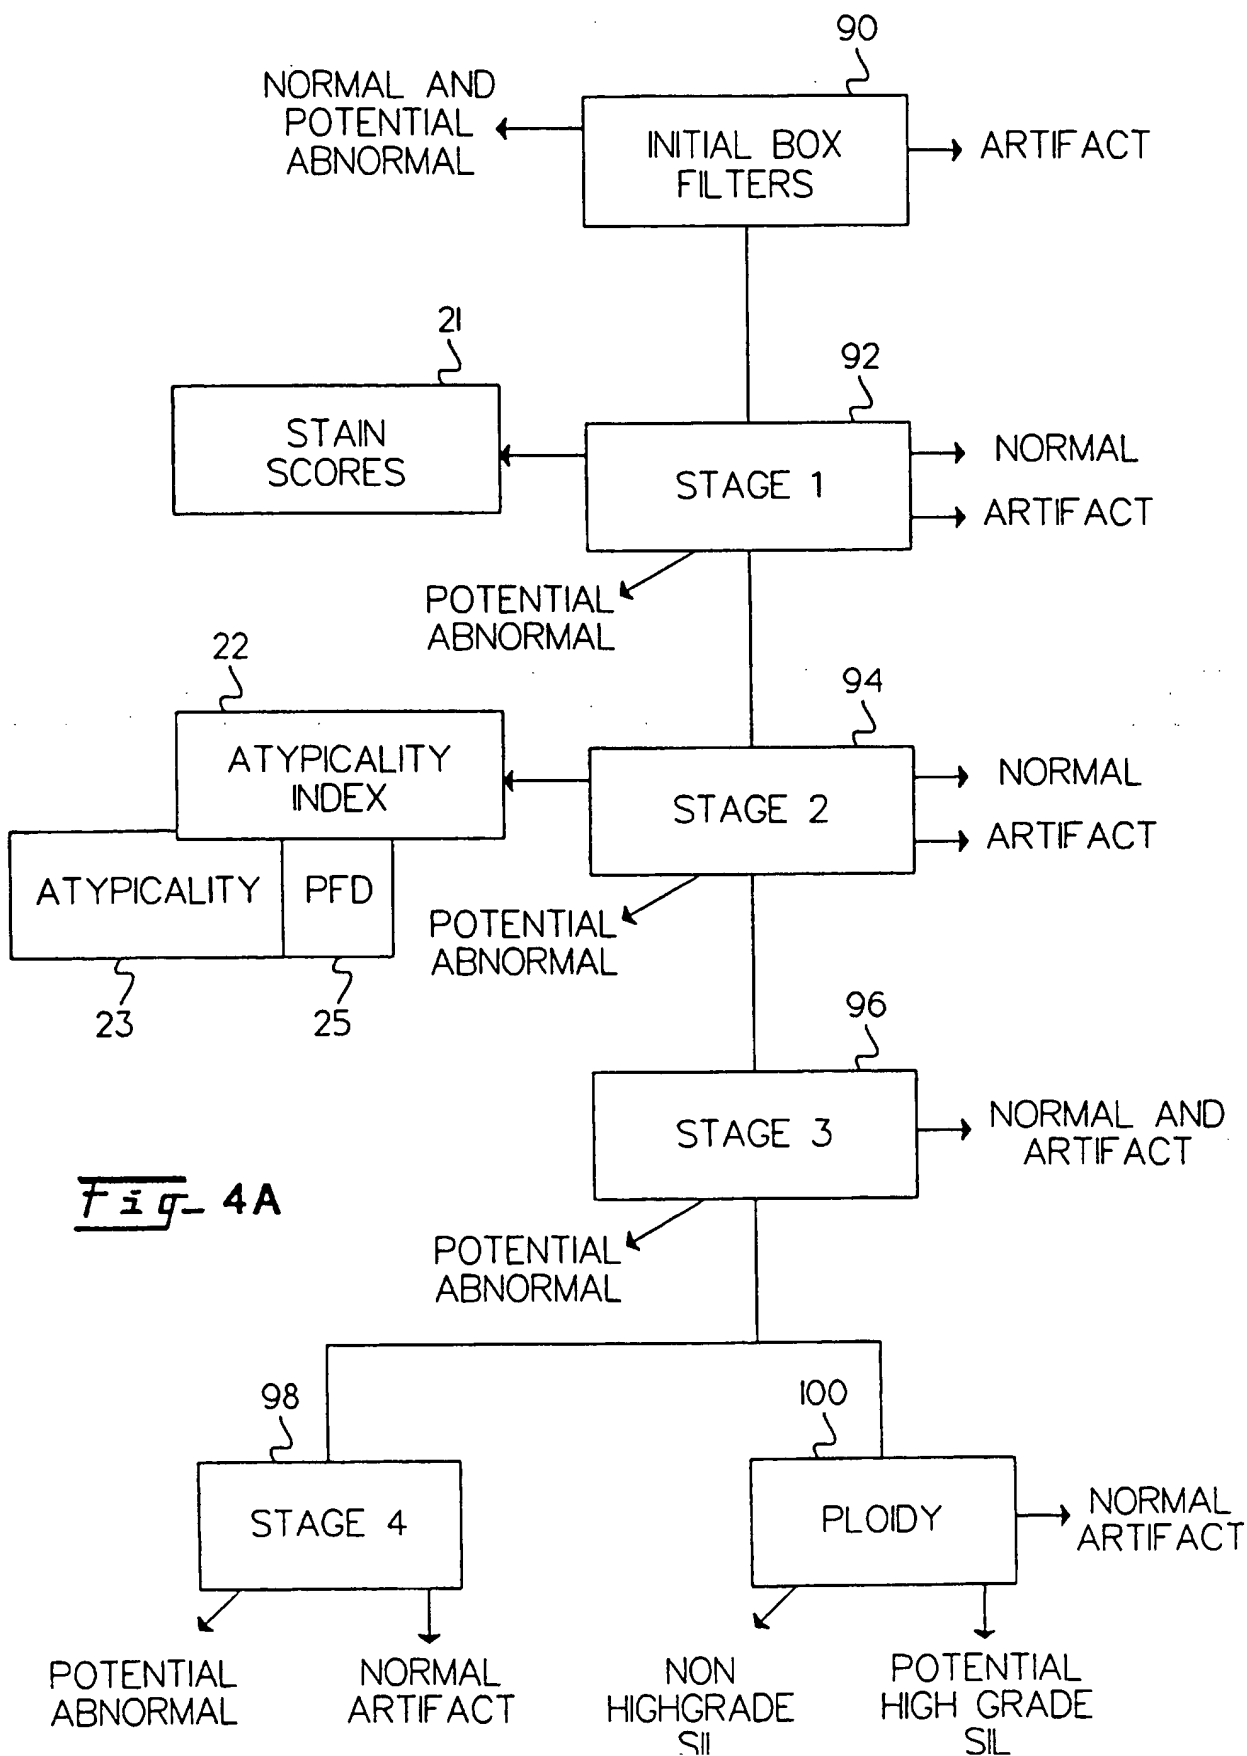 90
NORMAL AND
POTENTIAL
ABNORMAL
INITIAL BOX
FILTERS
ARTIFACT
21
92
STAIN
SCORES
STAGE 1
NORMAL
ARTIFACT
POTENTIAL
ABNORMAL
22
94
ATYPICALITY
INDEX
STAGE 2
NORMAL
ARTIFACT
ATYPICALITY
PFD
POTENTIAL
ABNORMAL
23
25
96
STAGE 3
NORMAL AND
ARTIFACT
Fig_ 4A
POTENTIAL
ABNORMAL
98
100
STAGE 4
PLOIDY
NORMAL
ARTIFACT
POTENTIAL
ABNORMAL
NORMAL
ARTIFACT
NON
HIGHGRADE
SIL
POTENTIAL
HIGH GRADE
SIL